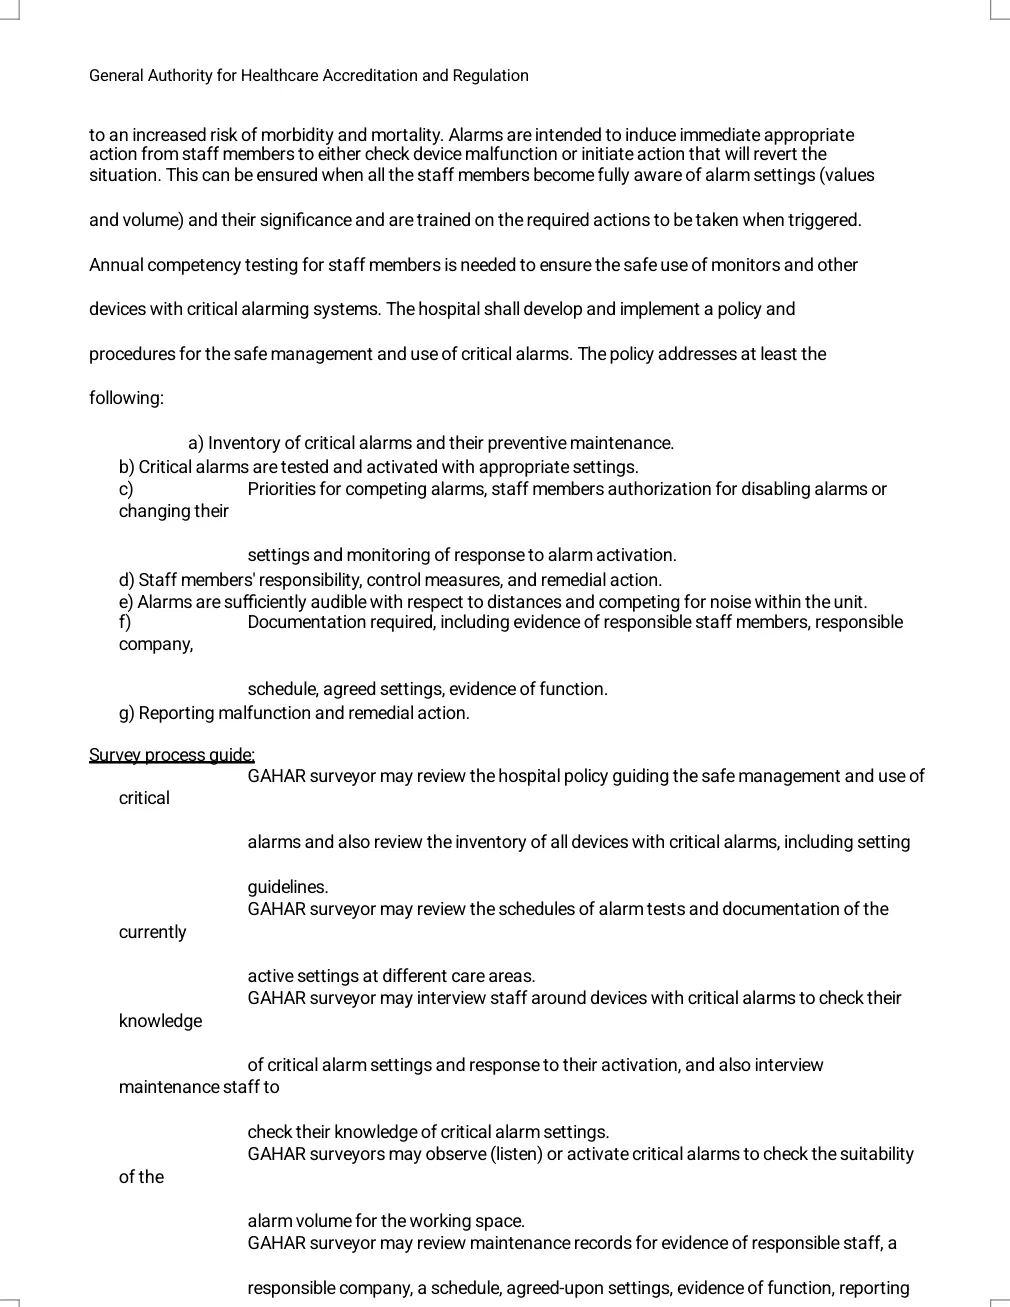 General Authority for Healthcare Accreditation and Regulation
to an increased risk of morbidity and mortality. Alarms are intended to induce immediate appropriate
action from staff members to either check device malfunction or initiate action that will revert the
situation. This can be ensured when all the staff members become fully aware of alarm settings (values
and volume) and their significance and are trained on the required actions to be taken when triggered.
Annual competency testing for staff members is needed to ensure the safe use of monitors and other
devices with critical alarming systems. The hospital shall develop and implement a policy and
procedures for the safe management and use of critical alarms. The policy addresses at least the
following:
a) Inventory of critical alarms and their preventive maintenance.
b) Critical alarms are tested and activated with appropriate settings.
c) Priorities for competing alarms, staff members authorization for disabling alarms or
changing their
settings and monitoring of response to alarm activation.
d) Staff members' responsibility, control measures, and remedial action.
e) Alarms are sufficiently audible with respect to distances and competing for noise within the unit.
f) Documentation required, including evidence of responsible staff members, responsible
company,
schedule, agreed settings, evidence of function.
g) Reporting malfunction and remedial action.
Survey process guide:
GAHAR surveyor may review the hospital policy guiding the safe management and use of
critical
alarms and also review the inventory of all devices with critical alarms, including setting
guidelines.
GAHAR surveyor may review the schedules of alarm tests and documentation of the
currently
active settings at different care areas.
GAHAR surveyor may interview staff around devices with critical alarms to check their
knowledge
of critical alarm settings and response to their activation, and also interview
maintenance staff to
check their knowledge of critical alarm settings.
GAHAR surveyors may observe (listen) or activate critical alarms to check the suitability
of the
alarm volume for the working space.
GAHAR surveyor may review maintenance records for evidence of responsible staff, a
responsible company, a schedule, agreed-upon settings, evidence of function, reporting